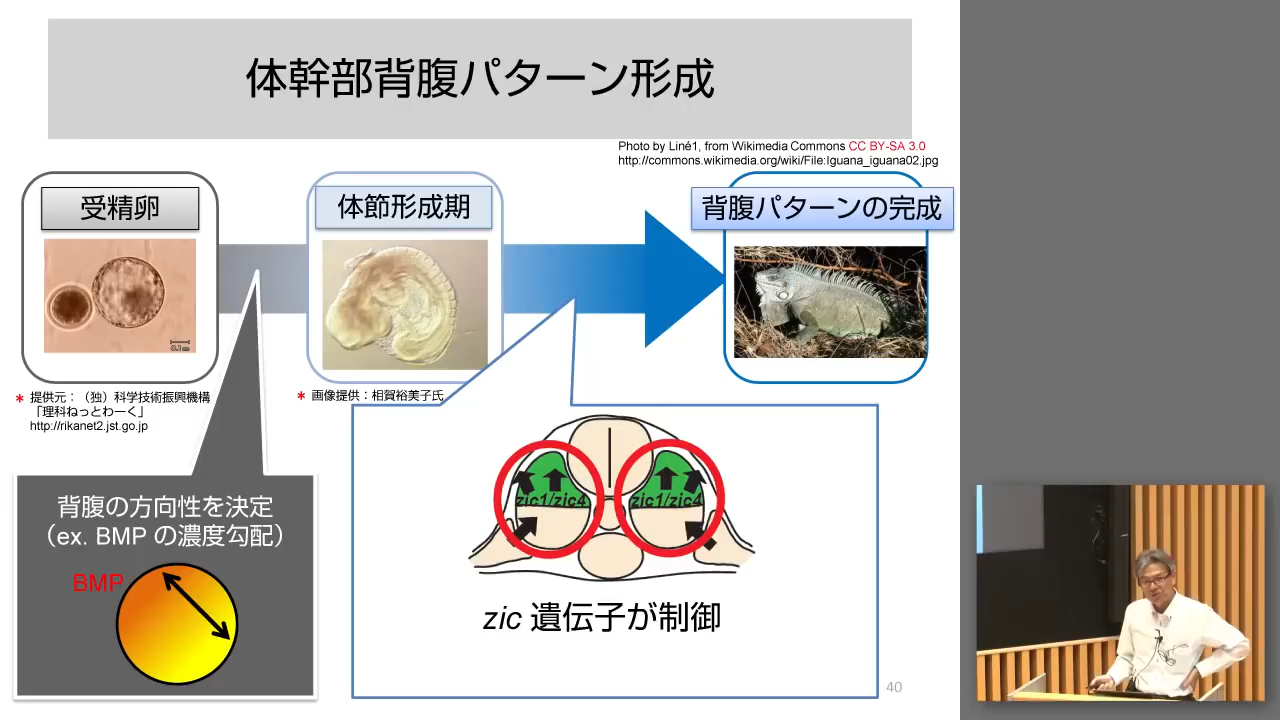 体幹部背腹パターン形成
Photo by Liné1, from Wikimedia Commons CC BY-SA 3.0
http://commons.wikimedia.org/wiki/File:Iguana_iguana02.jpg
受精卵
体節形成期
背腹パターンの完成
0.1mm
* 提供元：（独）科学技術振興機構
「理科ねっとわーく」
http://rikanet2.jst.go.jp
* 画像提供：相賀裕美子氏
背腹の方向性を決定
（ex. BMP の濃度勾配）
BMP
zic1/zic4
zic1/zic4
zic 遺伝子が制御
40